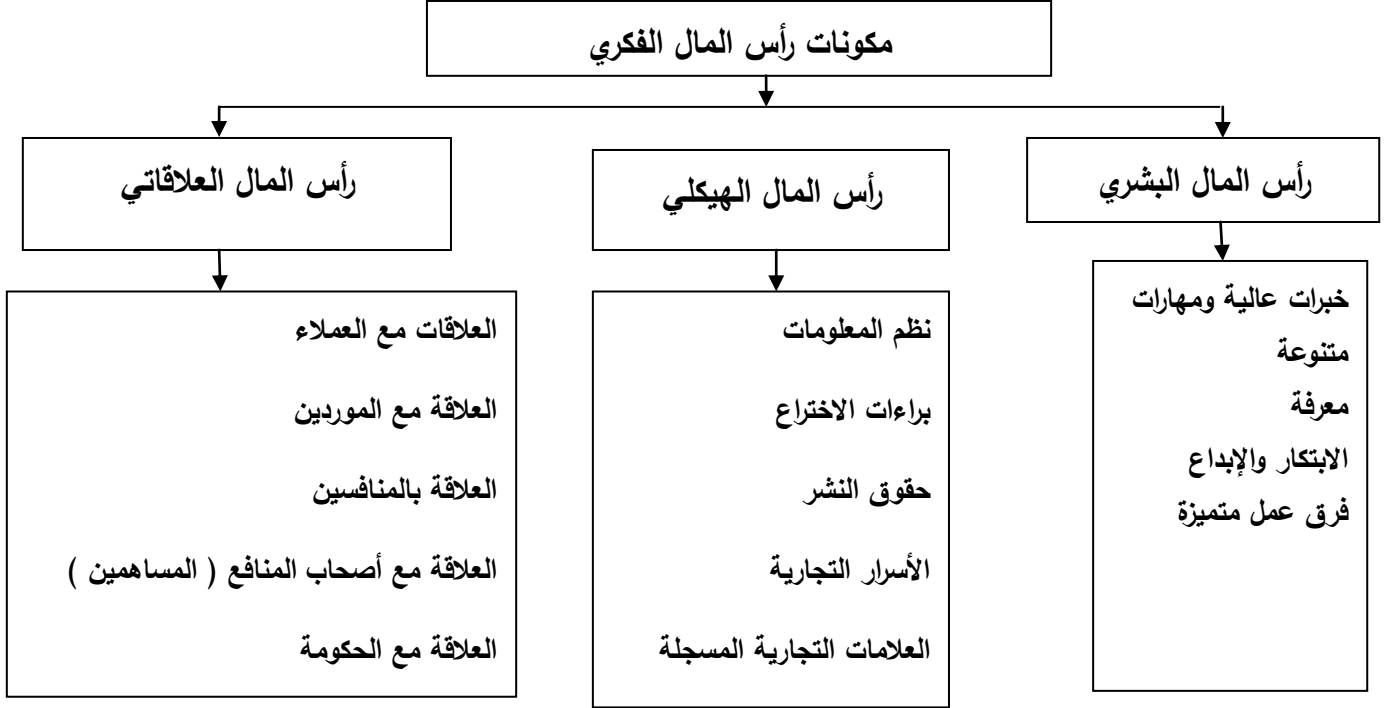 مكونات رأس المال الفكري
رأس المال البشري
خبرات عالية ومهارات
متنوعة
معرفة
الابتكار والإبداع
فرق عمل متميزة
رأس المال الهيكلي
نظم المعلومات
براءات الاختراع
حقوق النشر
الأسرار التجارية
العلامات التجارية المسجلة
رأس المال العلاقاتي
العلاقات مع العملاء
العلاقة مع الموردين
العلاقة بالمنافسين
العلاقة مع أصحاب المنافع ( المساهمين )
العلاقة مع الحكومة